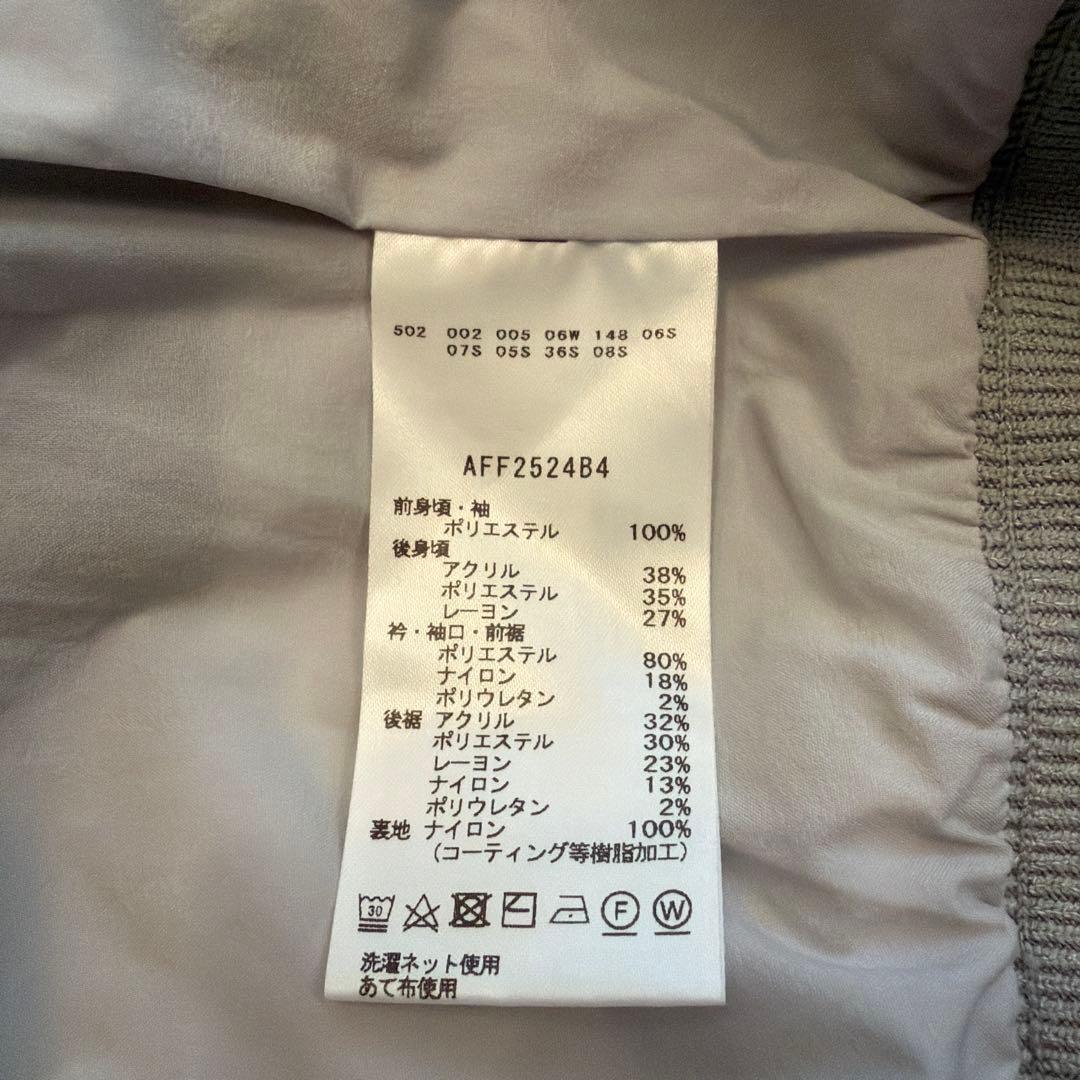 502 002 005 06W 148 06S
07S 05S 36S 08S
AFF2524B4
前身頃・袖
ポリエステル 100%
後身頃
アクリル 38%
ポリエステル 35%
レーヨン 27%
衿・袖口・前裾
ポリエステル 80%
ナイロン 18%
ポリウレタン 2%
後裾 アクリル 32%
ポリエステル 30%
レーヨン 23%
ナイロン 13%
ポリウレタン 2%
裏地 ナイロン 100%
(コーティング等樹脂加工)
30 F W
洗濯ネット使用
あて布使用